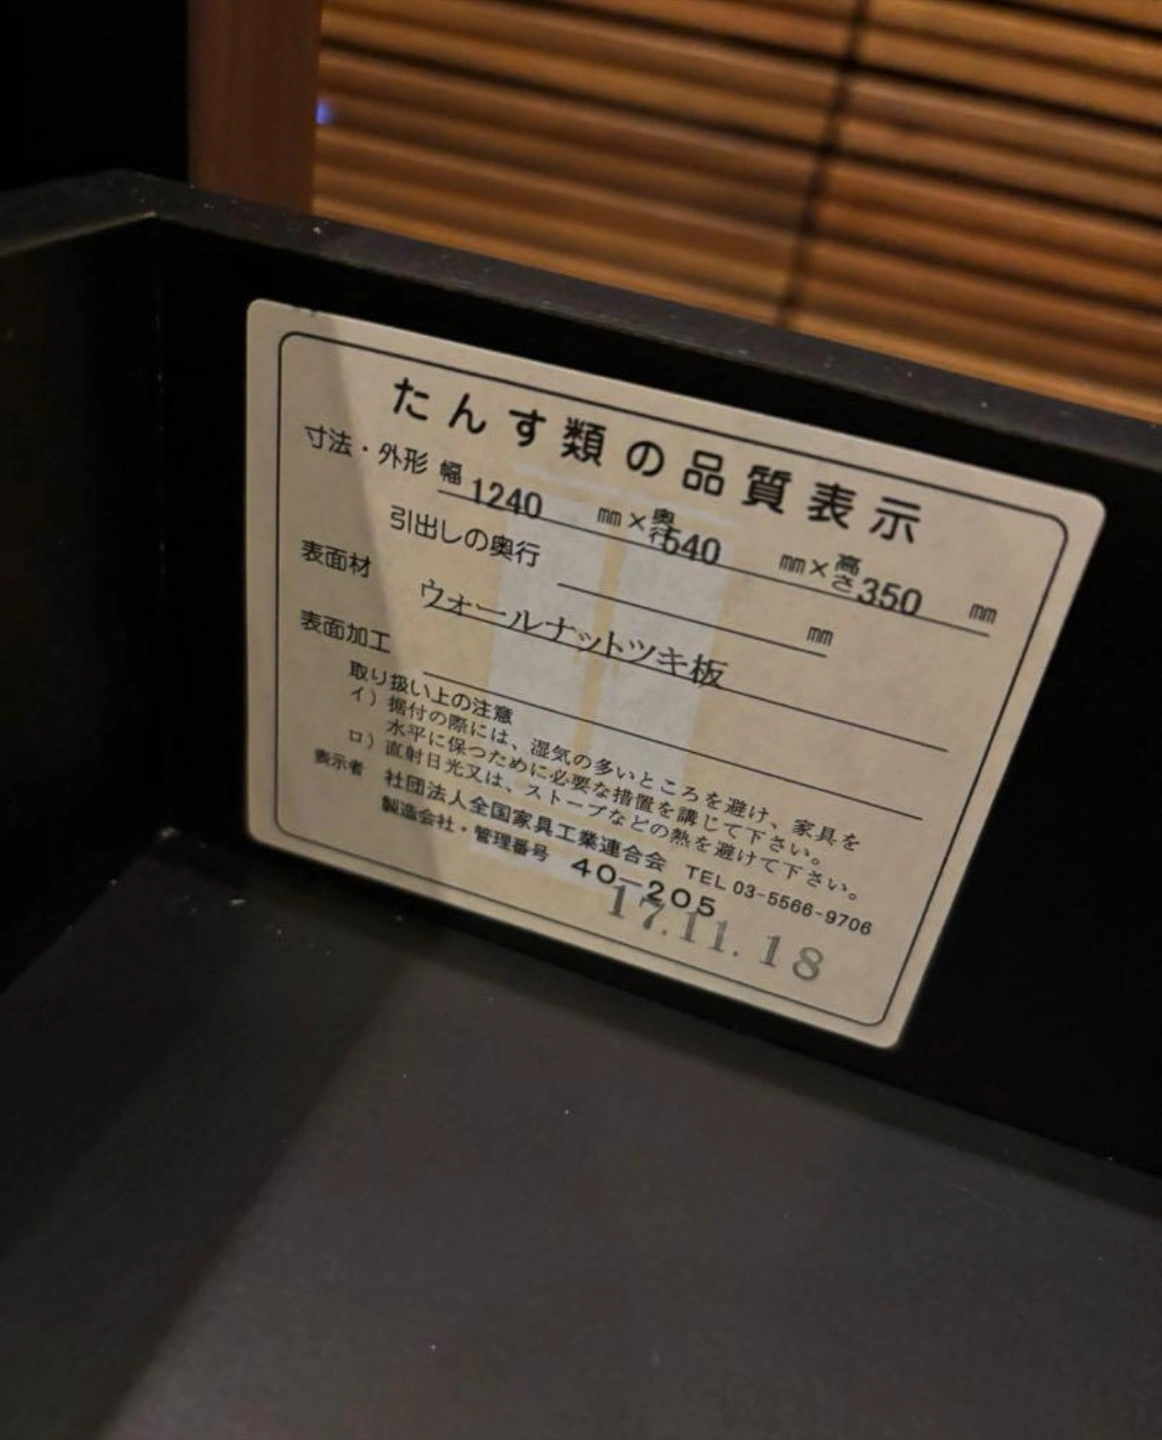 たんす類の品質表示
寸法・外形 幅 1240 ㎜×奥行540 ㎜×高さ350 ㎜
引出しの奥行 ㎜
表面材 ウオールナットツキ板
表面加工
取り扱い上の注意
イ）据付の際には、湿気の多いところを避け、家具を
水平に保つために必要な措置を講じて下さい。
ロ）直射日光又は、ストーブなどの熱を避けて下さい。
表示者 社団法人全国家具工業連合会 TEL 03-5566-9706
製造会社・管理番号 40-205
17.11.18